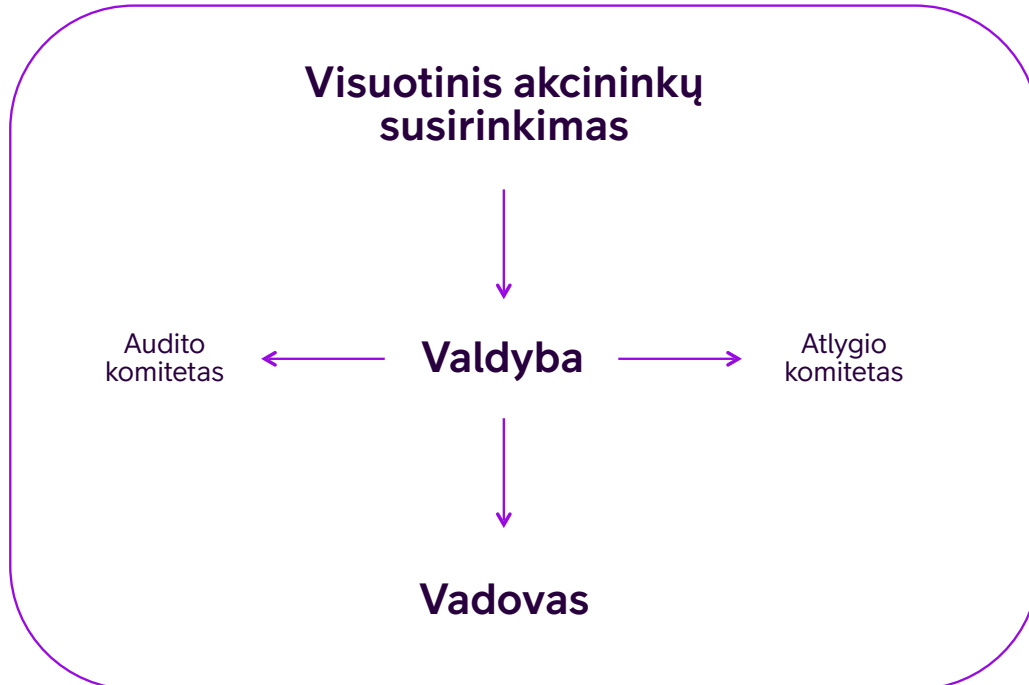 Visuotinis akcininkų
susirinkimas
Audito
komitetas
Valdyba
Atlygio
komitetas
Vadovas